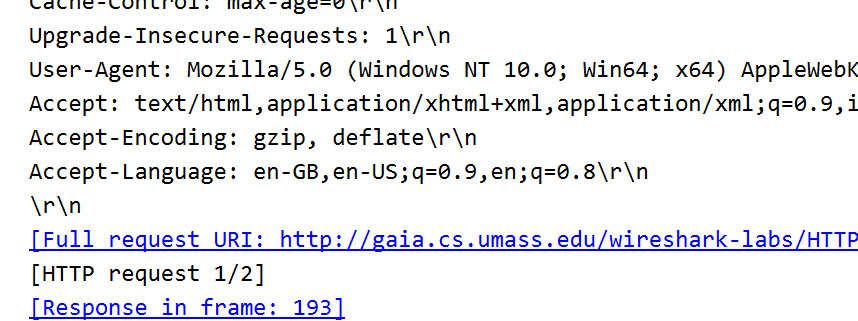 Cache-Control: max-age=0\r\n
Upgrade-Insecure-Requests: 1\r\n
User-Agent: Mozilla/5.0 (Windows NT 10.0; Win64; x64) AppleWebK
Accept: text/html,application/xhtml+xml,application/xml;q=0.9,i
Accept-Encoding: gzip, deflate\r\n
Accept-Language: en-GB,en-US;q=0.9,en;q=0.8\r\n
\r\n
[Full request URI: http://gaia.cs.umass.edu/wireshark-labs/HTTP
[HTTP request 1/2]
[Response in frame: 193]